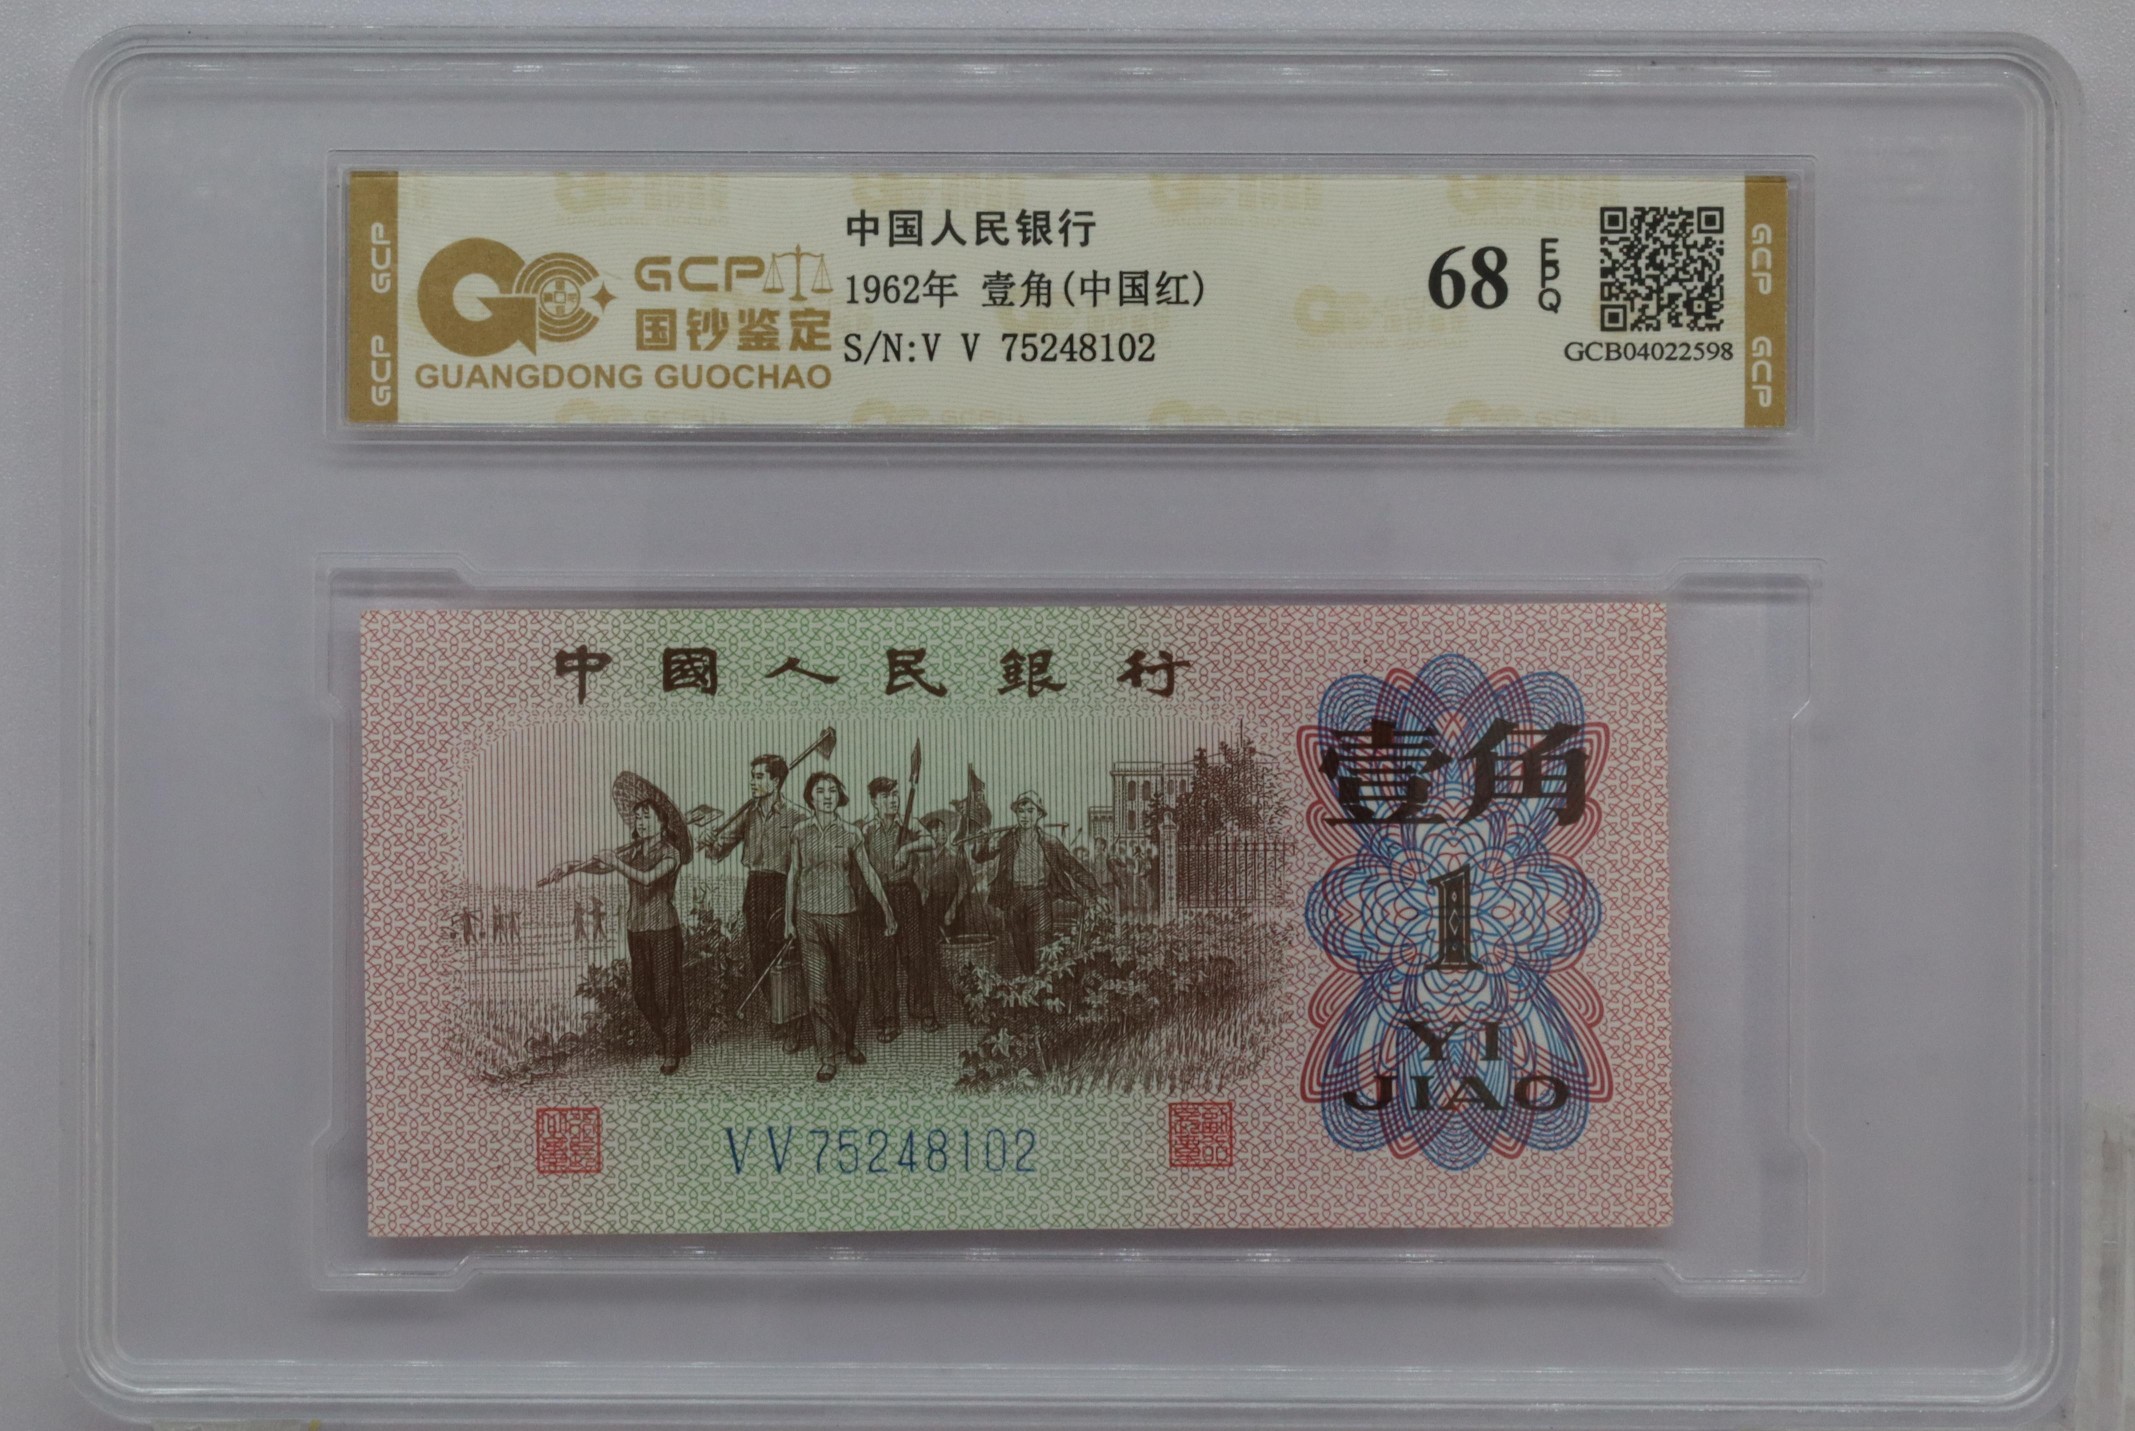 中国人民银行
GCP
国钞鉴定
GUANGDONG GUOCHAO
1962年 壹角(中国红)
S/N:V V 75248102
68
EPQ
GCB04022598
GCP
GCP
GCP
GCP
中國人民銀行
壹角
1
YI
JIAO
VV75248102